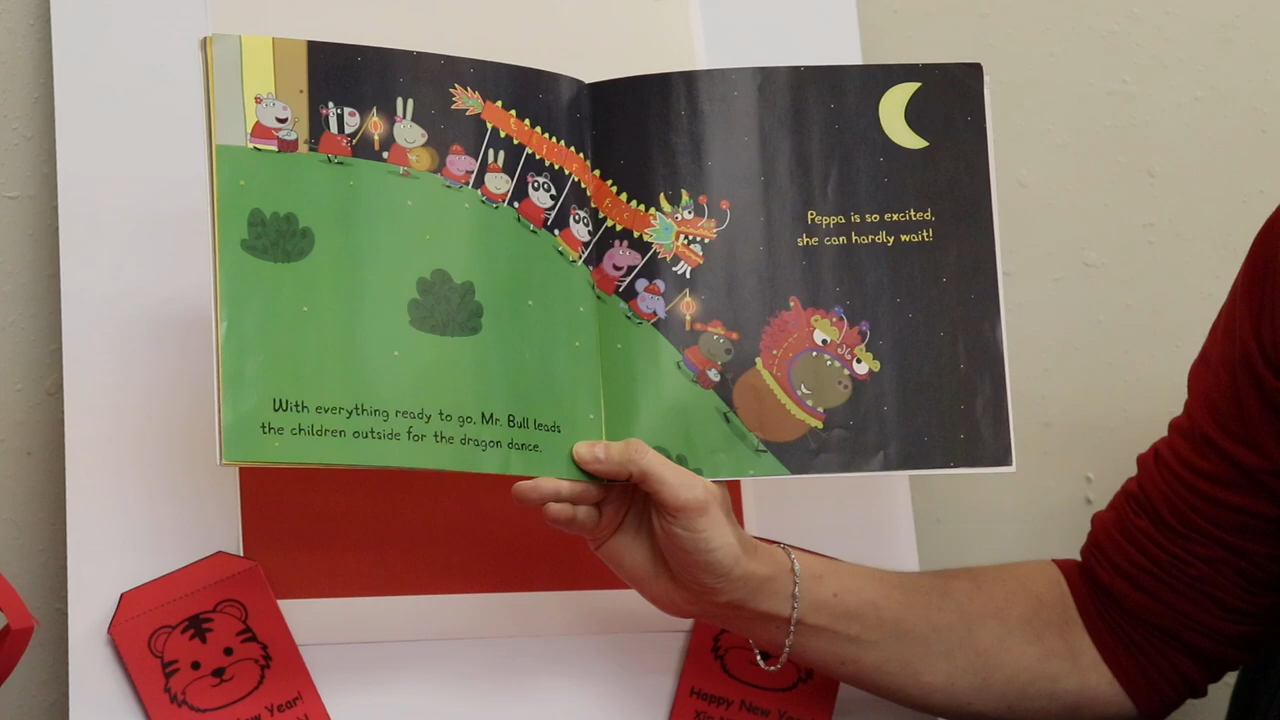 Peppa is so excited,
she can hardly wait!
With everything ready to go, Mr. Bull leads
the children outside for the dragon dance.
Year!
Happy New Year!